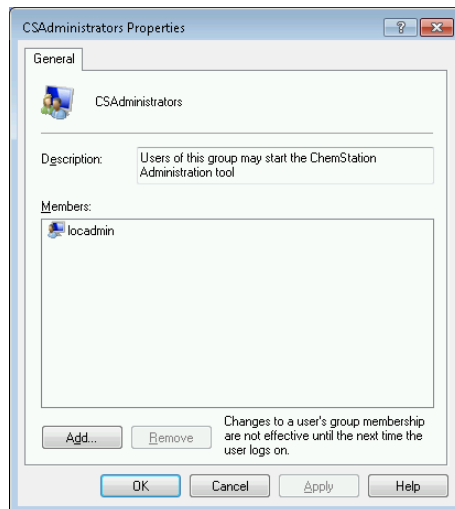 CSAdministrators Properties
General
CSAdministrators
Description:
Users of this group may start the ChemStation
Administration tool
Members:
locadmin
Add...
Remove
Changes to a user's group membership
are not effective until the next time the
user logs on.
OK
Cancel
Apply
Help